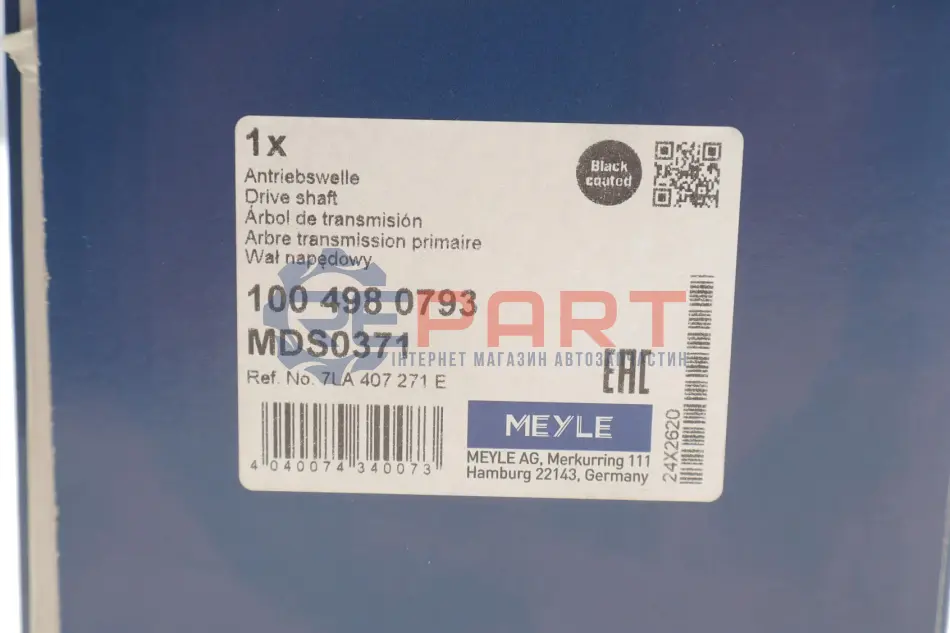 1x
Antriebswelle
Drive shaft
Árbol de transmisión
Arbre transmission primaire
Wał napędowy
Black
coated
100 498 0793
MDS0371
Ref. No. 7LA 407 271 E
PART
ІНТЕРНЕТ МАГАЗИН АВТОЗАПЧАСТИН
EAC
MEYLE
MEYLE AG, Merkurring 111
Hamburg 22143, Germany
4 040074 340073
24X2620